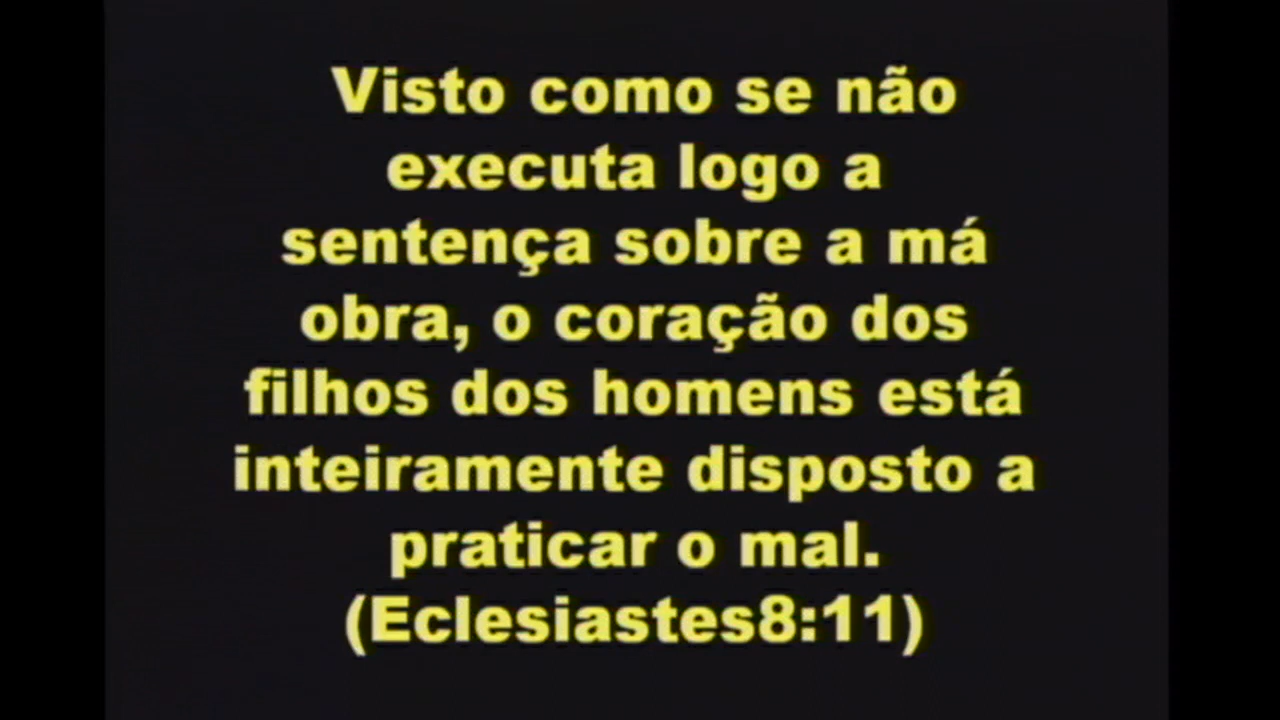 Visto como se não
executa logo a
sentença sobre a má
obra, o coração dos
filhos dos homens está
inteiramente disposto a
praticar o mal.
(Eclesiastes8:11)